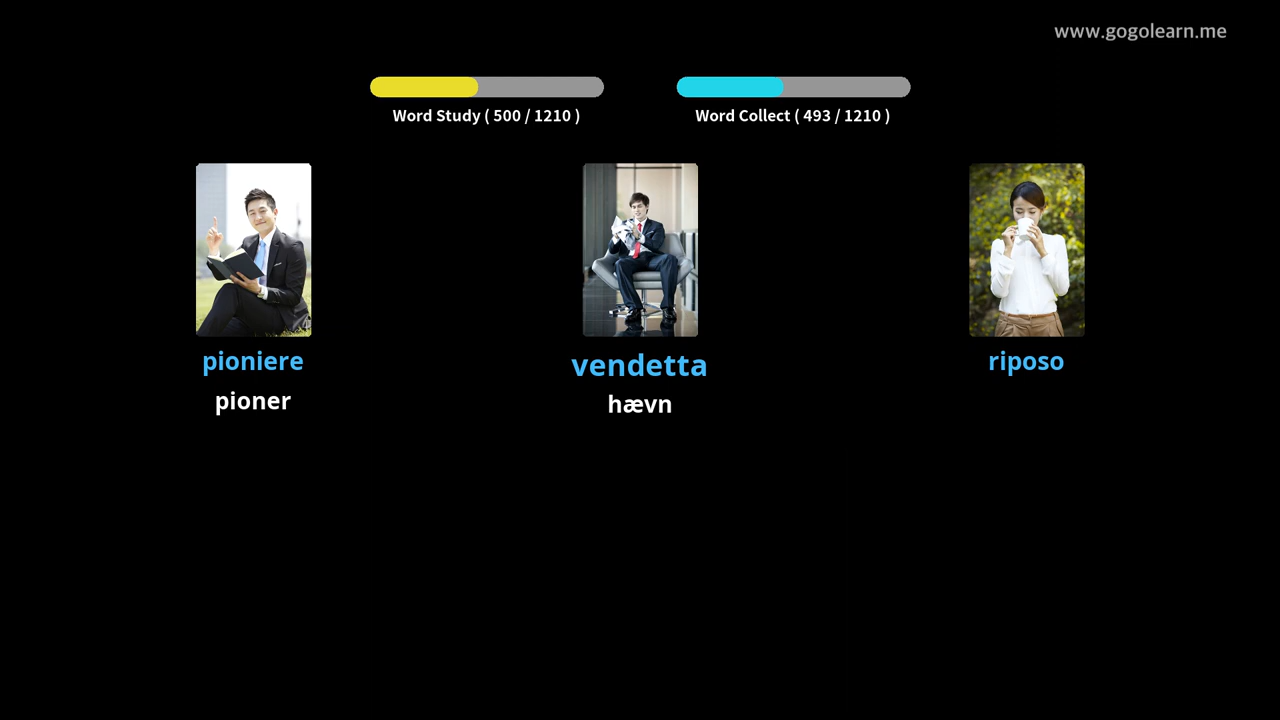 www.gogolearn.me
Word Study ( 500 / 1210 )
Word Collect ( 493 / 1210 )
pioniere
vendetta
riposo
pioner
hævn